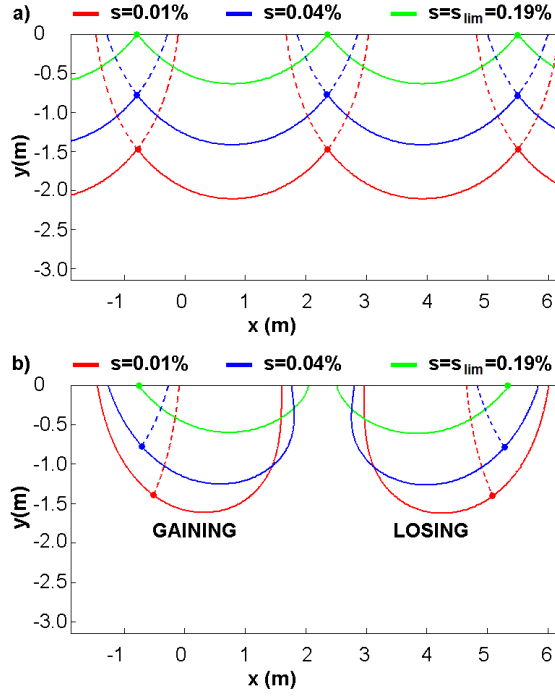 a) s=0.01% s=0.04% s=slim=0.19%
0
-0.5
-1.0
-1.5
-2.0
-2.5
-3.0
y(m)
-1 0 1 2 3 4 5 6
x (m)
b) s=0.01% s=0.04% s=slim=0.19%
0
-0.5
-1.0
-1.5
-2.0
-2.5
-3.0
y(m)
GAINING LOSING
-1 0 1 2 3 4 5 6
x (m)